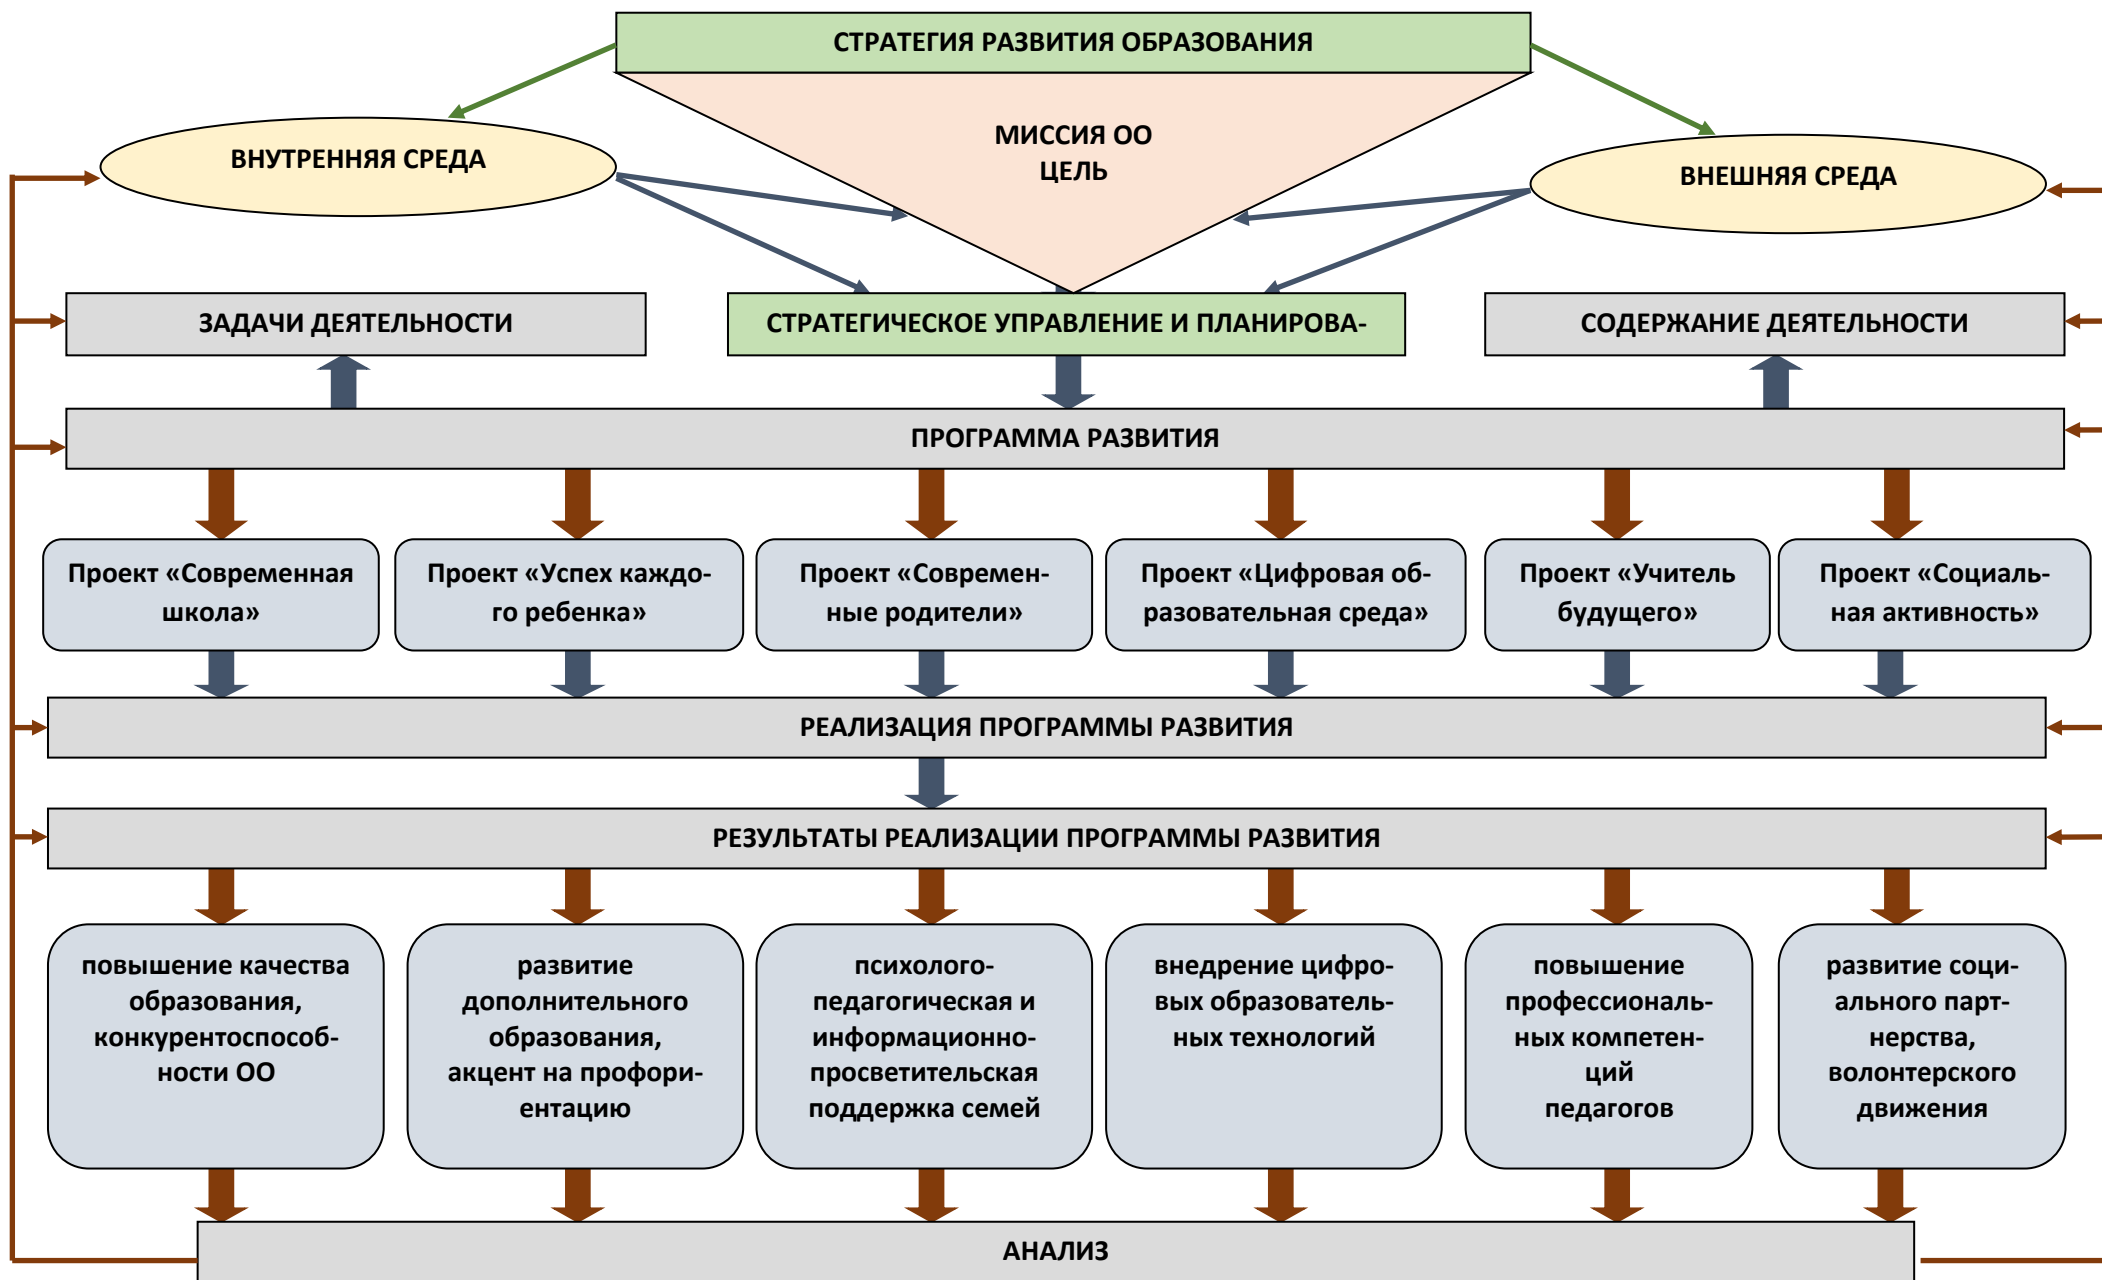 СТРАТЕГИЯ РАЗВИТИЯ ОБРАЗОВАНИЯ
МИССИЯ ОО
ЦЕЛЬ
ВНУТРЕННЯЯ СРЕДА
ВНЕШНЯЯ СРЕДА
ЗАДАЧИ ДЕЯТЕЛЬНОСТИ
СТРАТЕГИЧЕСКОЕ УПРАВЛЕНИЕ И ПЛАНИРОВА-
СОДЕРЖАНИЕ ДЕЯТЕЛЬНОСТИ
ПРОГРАММА РАЗВИТИЯ
Проект «Современная
школа»
Проект «Успех каждо-
го ребенка»
Проект «Современ-
ные родители»
Проект «Цифровая об-
разовательная среда»
Проект «Учитель
будущего»
Проект «Социаль-
ная активность»
РЕАЛИЗАЦИЯ ПРОГРАММЫ РАЗВИТИЯ
РЕЗУЛЬТАТЫ РЕАЛИЗАЦИИ ПРОГРАММЫ РАЗВИТИЯ
повышение качества
образования,
конкурентоспособ-
ности ОО
развитие
дополнительного
образования,
акцент на профори-
ентацию
психолого-
педагогическая и
информационно-
просветительская
поддержка семей
внедрение цифро-
вых образователь-
ных технологий
повышение
профессиональ-
ных компетен-
ций
педагогов
развитие соци-
ального парт-
нерства,
волонтерского
движения
АНАЛИЗ